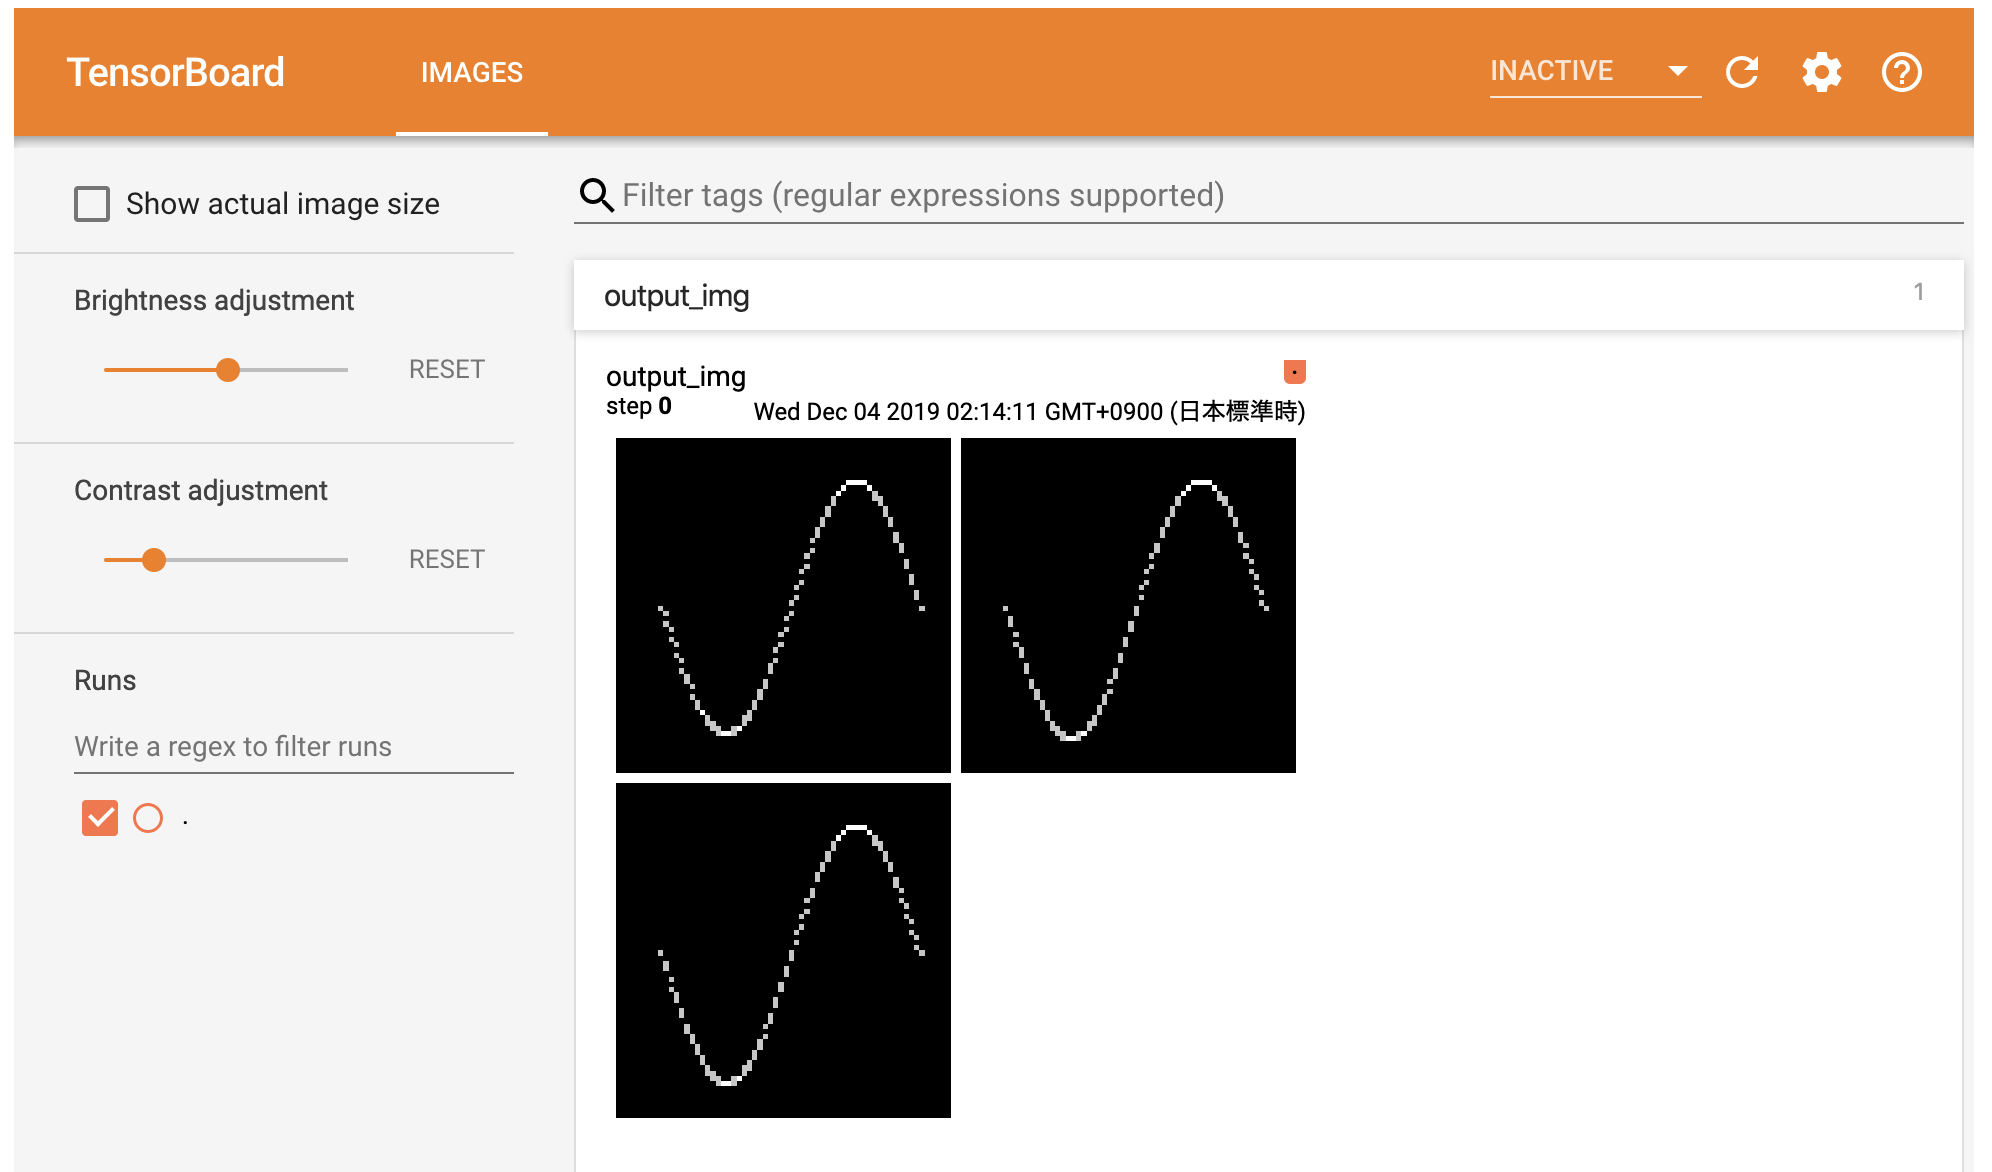 TensorBoard
IMAGES
INACTIVE
Show actual image size
Filter tags (regular expressions supported)
Brightness adjustment
RESET
Contrast adjustment
RESET
Runs
Write a regex to filter runs
.
output_img
1
output_img
.
step 0
Wed Dec 04 2019 02:14:11 GMT+0900 (日本標準時)